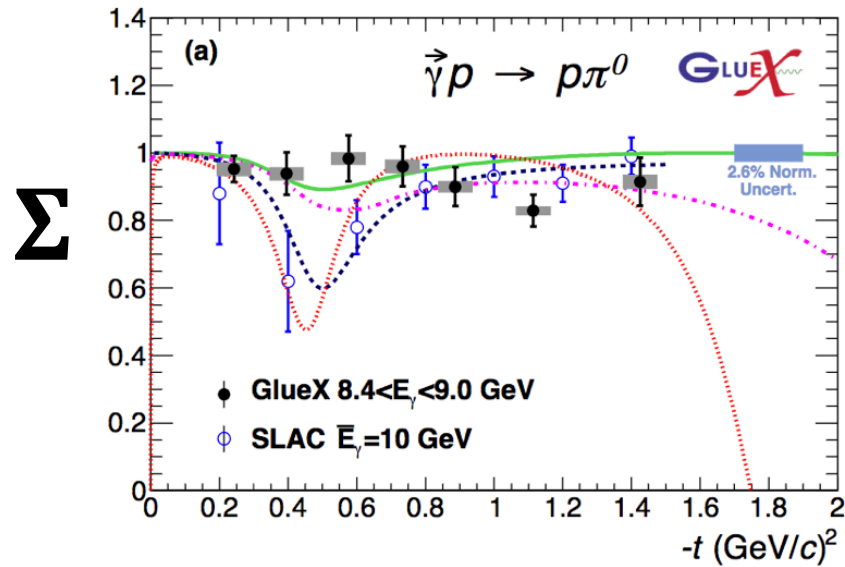 (a)
γ⃗p → pπ⁰
GLUEX
2.6% Norm.
Uncert.
Σ
GlueX 8.4<Eγ<9.0 GeV
SLAC E̅γ=10 GeV
1.4
1.2
1
0.8
0.6
0.4
0.2
0
0 0.2 0.4 0.6 0.8 1 1.2 1.4 1.6 1.8 2
-t (GeV/c)²